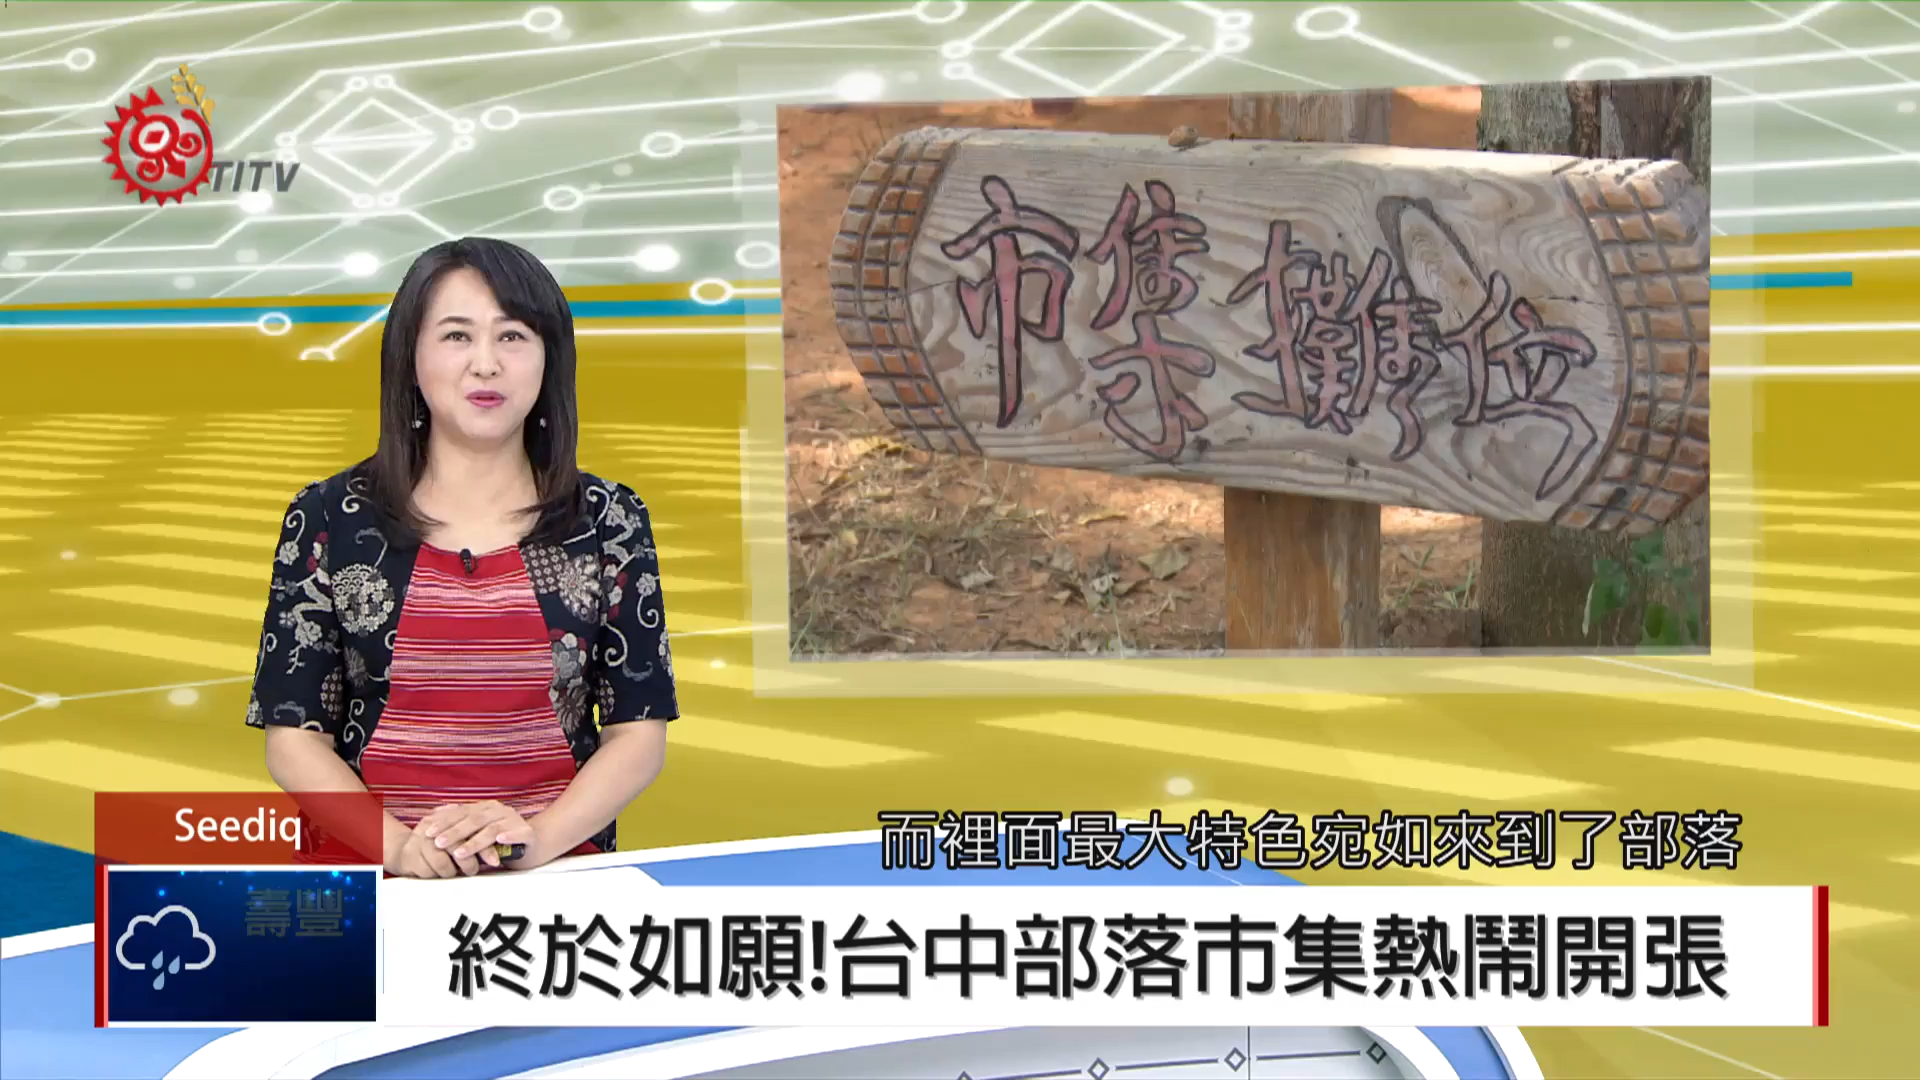 TITV
市集攤位
Seediq
壽豐
而裡面最大特色宛如來到了部落
終於如願!台中部落市集熱鬧開張